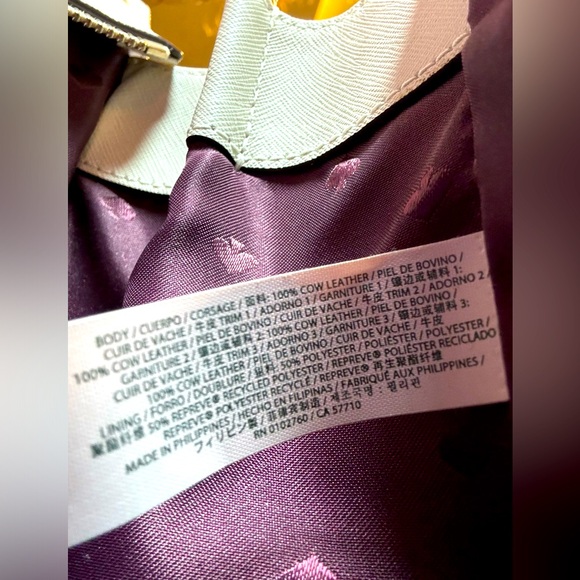 BODY / CUERPO / CORSAGE / 面料: 100% COW LEATHER / PIEL DE BOVINO /
CUIR DE VACHE / 牛皮 TRIM 1 / ADORNO 1 / GARNITURE 1 / 镶边或辅料 1:
100% COW LEATHER / PIEL DE BOVINO / CUIR DE VACHE / 牛皮 TRIM 2 / ADORNO 2 /
GARNITURE 2 / 镶边或辅料 2: 100% COW LEATHER / PIEL DE BOVINO /
CUIR DE VACHE / 牛皮 TRIM 3 / ADORNO 3 / GARNITURE 3 / 镶边或辅料 3:
100% COW LEATHER / PIEL DE BOVINO / CUIR DE VACHE / 牛皮
LINING / FORRO / DOUBLURE / 里料: 50% POLYESTER / POLIÉSTER / POLYESTER /
聚酯纤维 50% REPREVE® RECYCLED POLYESTER / REPREVE® POLIÉSTER RECICLADO
REPREVE® POLYESTER RECYCLÉ / REPREVE® 再生聚酯纤维
MADE IN PHILIPPINES / HECHO EN FILIPINAS / FABRIQUÉ AUX PHILIPPINES /
フィリピン製 / 菲律宾制造 / 제조국명 : 필리핀
RN 0102760 / CA 57710